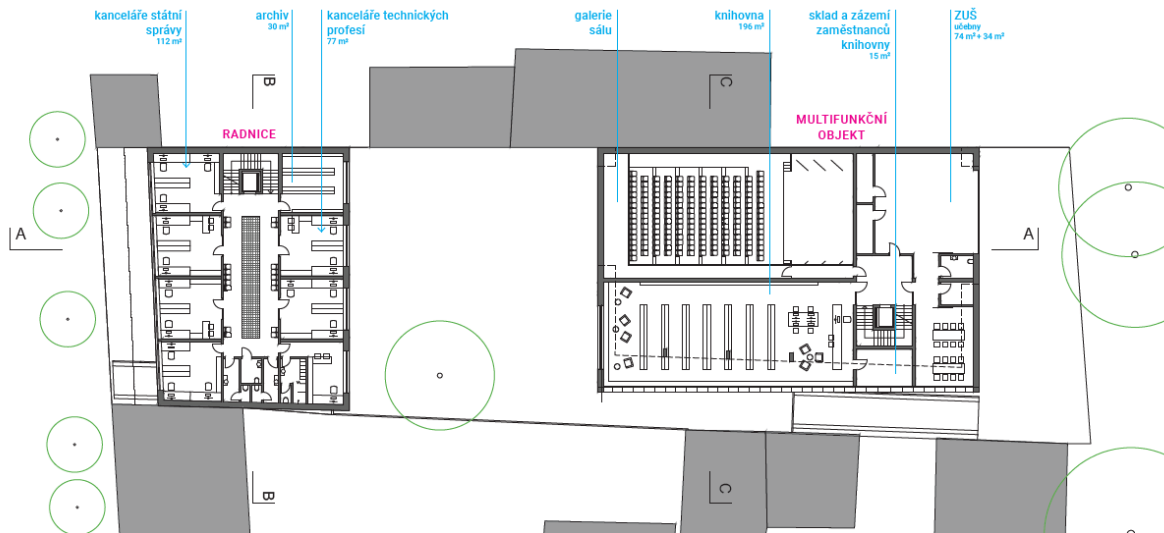 kanceláře státní
správy
112 m²
archiv
30 m²
kanceláře technických
profesí
77 m²
galerie
sálu
knihovna
196 m²
sklad a zázemí
zaměstnanců
knihovny
15 m²
ZUŠ
učebny
74 m² + 34 m²
B
C
RADNICE
MULTIFUNKČNÍ
OBJEKT
A
A
B
C